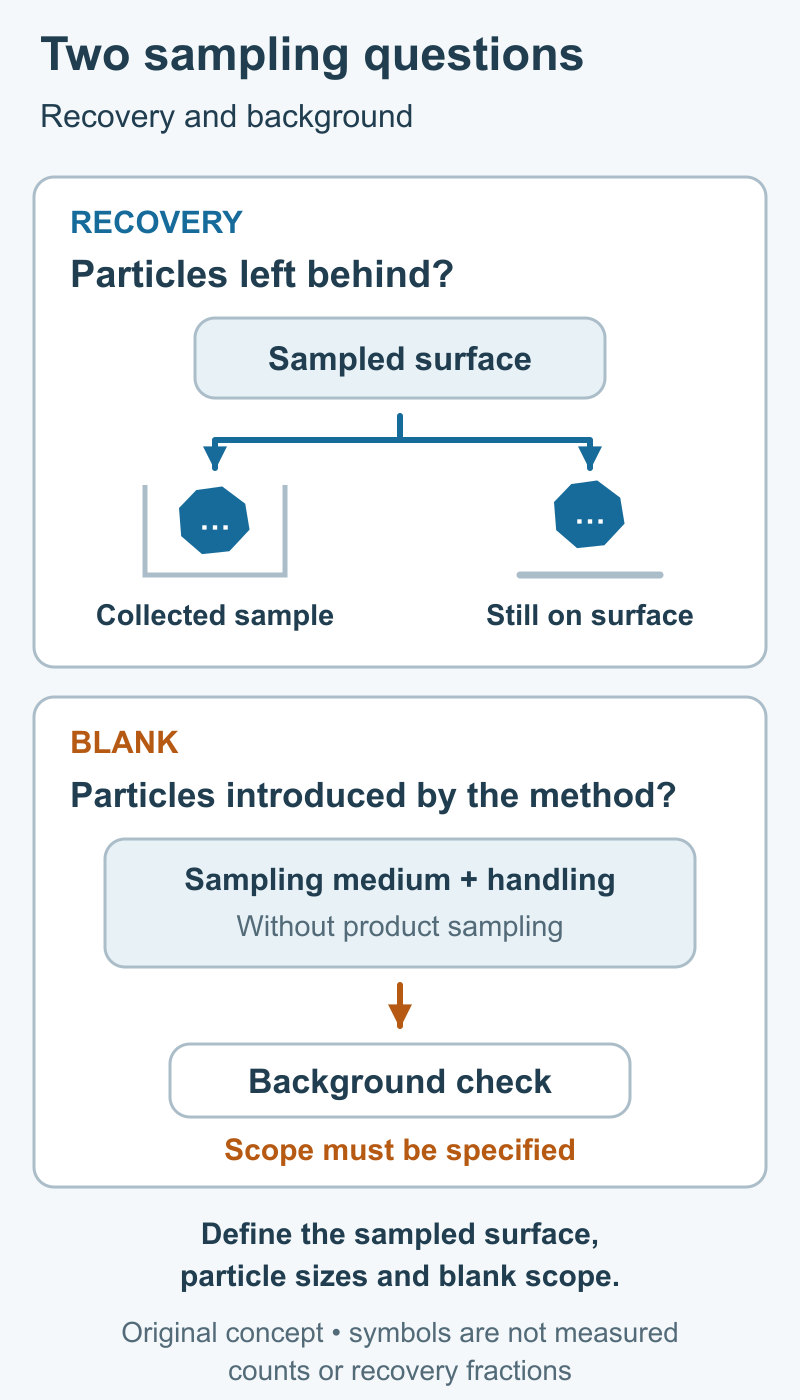 Two sampling questions
Recovery and background
RECOVERY
Particles left behind?
Sampled surface
...
...
Collected sample
Still on surface
BLANK
Particles introduced by the method?
Sampling medium + handling
Without product sampling
Background check
Scope must be specified
Define the sampled surface,
particle sizes and blank scope.
Original concept • symbols are not measured
counts or recovery fractions